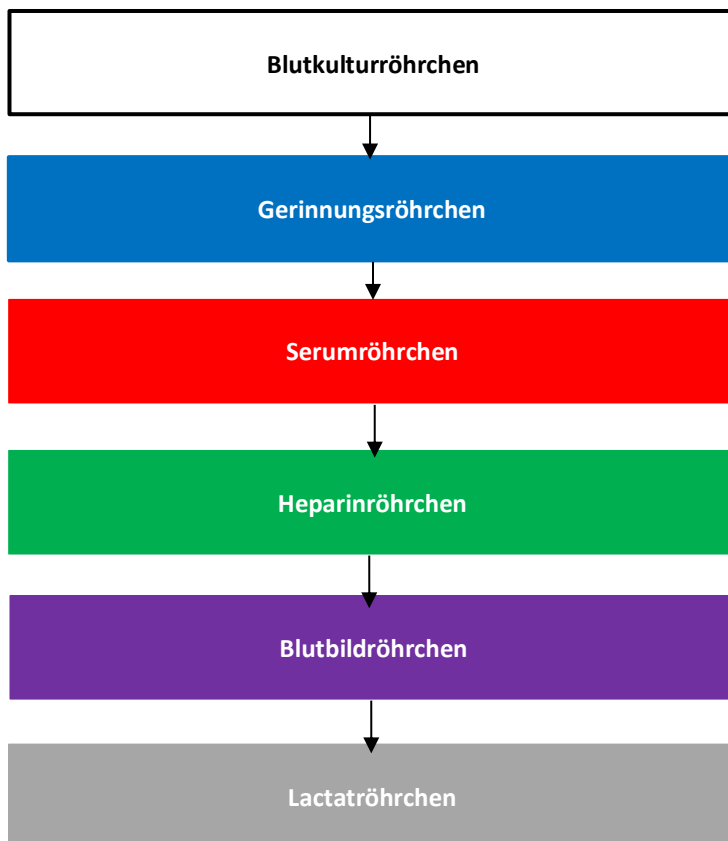 Blutkulturröhrchen
Gerinnungsröhrchen
Serumröhrchen
Heparinröhrchen
Blutbildröhrchen
Lactatröhrchen